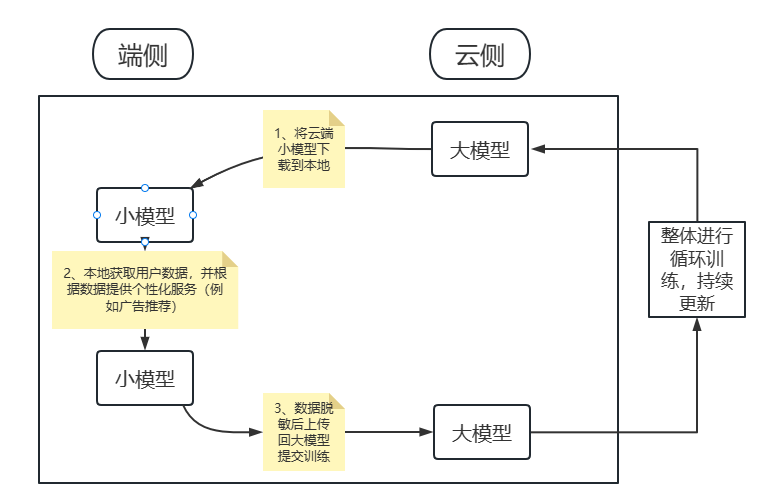 端侧
云侧
1、将云端
小模型下
载到本地
大模型
小模型
整体进行
循环训
练，持续
更新
2、本地获取用户数据，并根
据数据提供个性化服务（例
如广告推荐）
小模型
3、数据脱
敏后上传
回大模型
提交训练
大模型